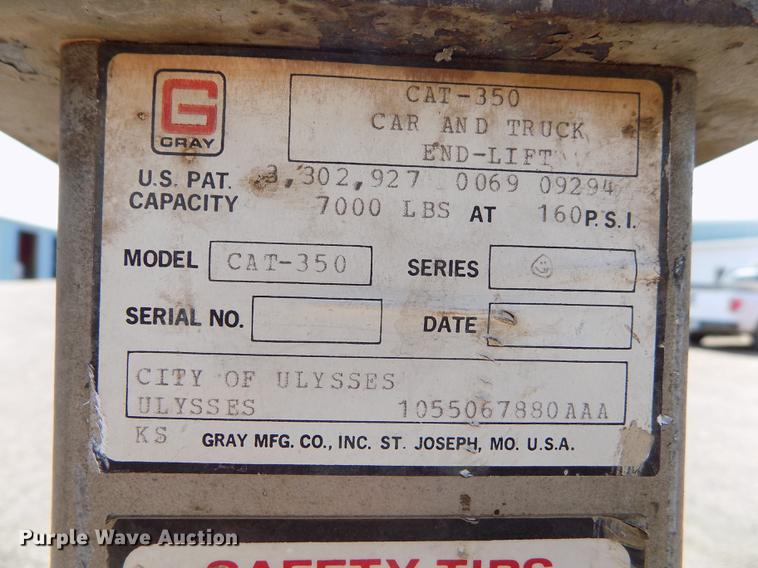 G
GRAY
CAT-350
CAR AND TRUCK
END-LIFT
U.S. PAT. 3,302,927 0069 09294
CAPACITY 7000 LBS AT 160 P.S.I.
MODEL CAT-350 SERIES
SERIAL NO. DATE
CITY OF ULYSSES
ULYSSES 1055067880AAA
KS GRAY MFG. CO., INC. ST. JOSEPH, MO. U.S.A.
Purple Wave Auction
SAFETY TIPS